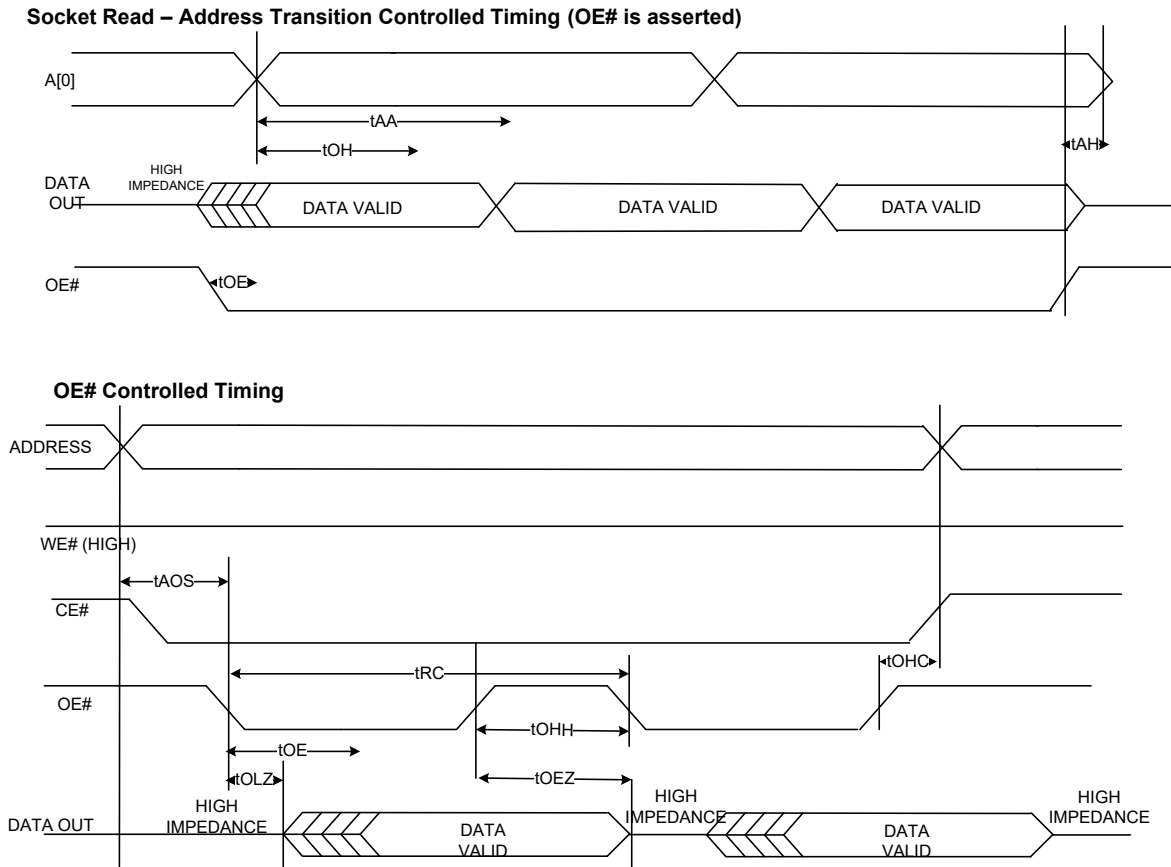 Socket Read – Address Transition Controlled Timing (OE# is asserted)
A[0]
tAA
tOH
tAH
HIGH
IMPEDANCE
DATA
OUT
DATA VALID
DATA VALID
DATA VALID
OE#
tOE
OE# Controlled Timing
ADDRESS
WE# (HIGH)
tAOS
CE#
tRC
tOHC
OE#
tOHH
tOE
tOLZ
tOEZ
HIGH
IMPEDANCE
HIGH
IMPEDANCE
HIGH
IMPEDANCE
DATA OUT
DATA
VALID
DATA
VALID